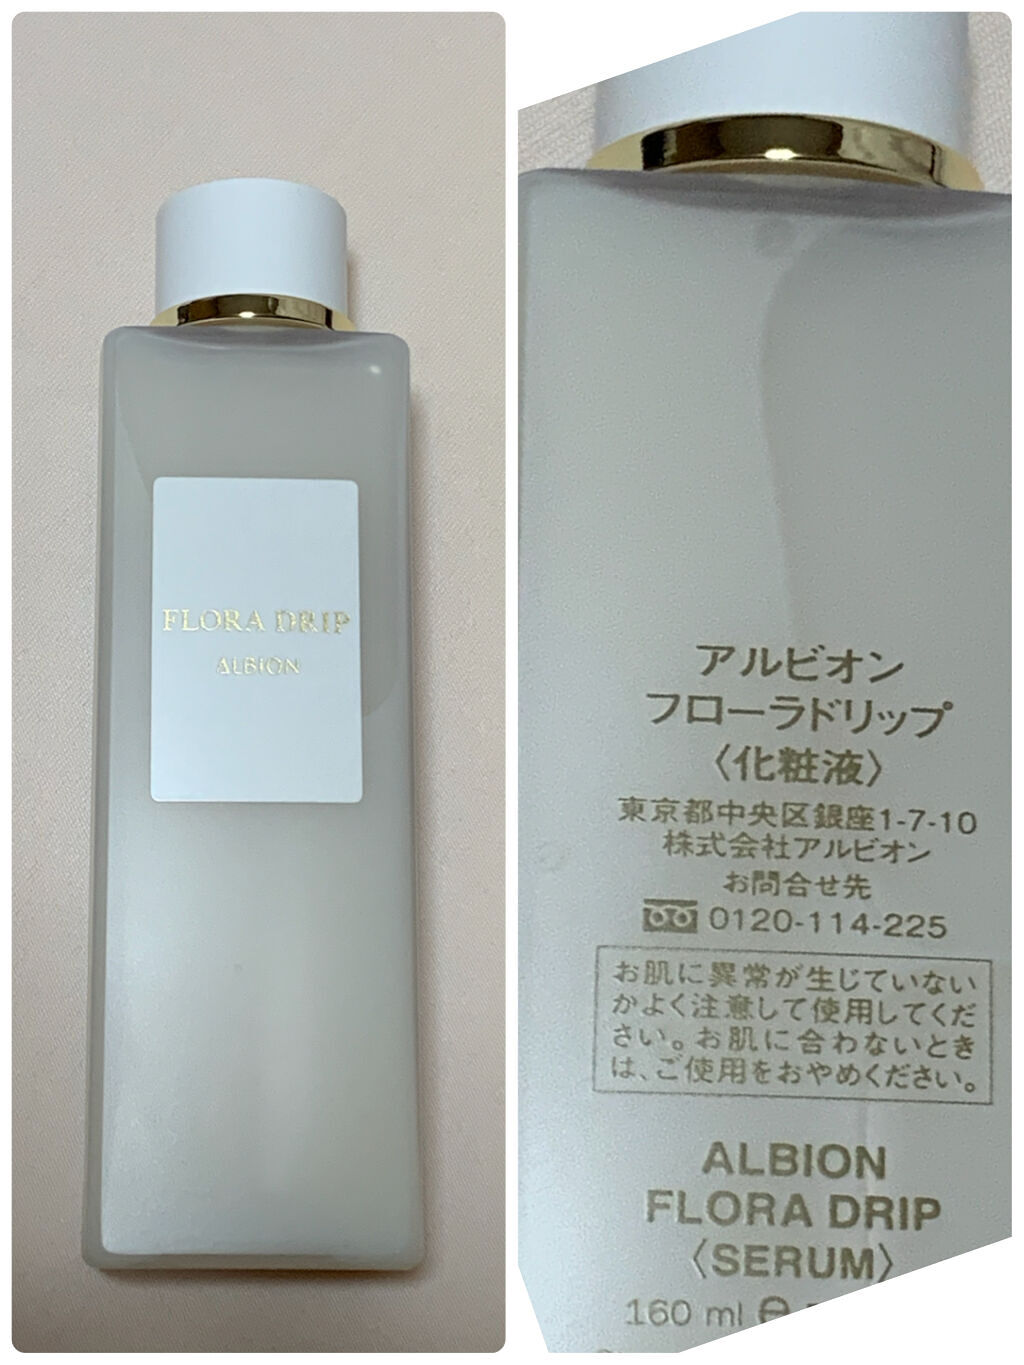 FLORA DRIP
ALBION
アルビオン
フローラドリップ
〈化粧液〉
東京都中央区銀座1-7-10
株式会社アルビオン
お問合せ先
0120-114-225
お肌に異常が生じていない
かよく注意して使用してくだ
さい。お肌に合わないとき
は、ご使用をおやめください。
ALBION
FLORA DRIP
〈SERUM〉
160 ml ℮